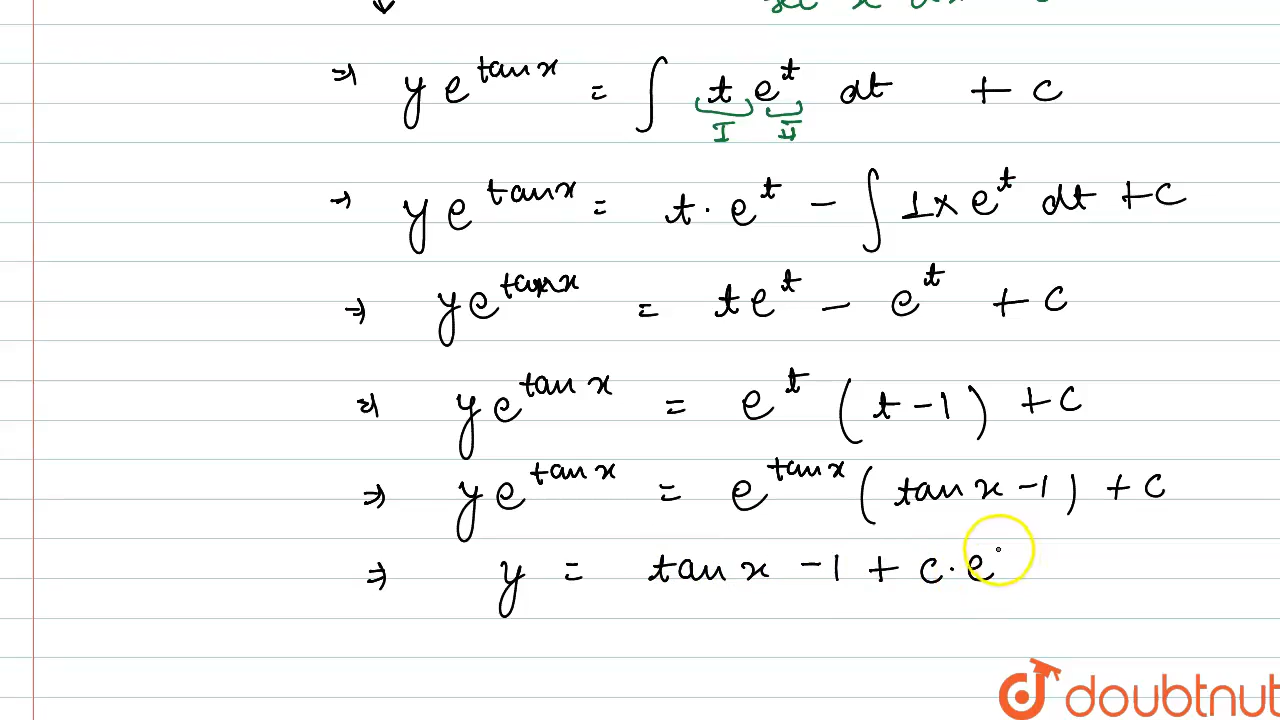 ⇒ y e^{tan x} = ∫ t e^t dt + c
I II
⇒ y e^{tan x} = t · e^t − ∫ 1 × e^t dt + c
⇒ y e^{tan x} = t e^t − e^t + c
⇒ y e^{tan x} = e^t (t − 1) + c
⇒ y e^{tan x} = e^{tan x} (tan x − 1) + c
⇒ y = tan x − 1 + c · e
doubtnut